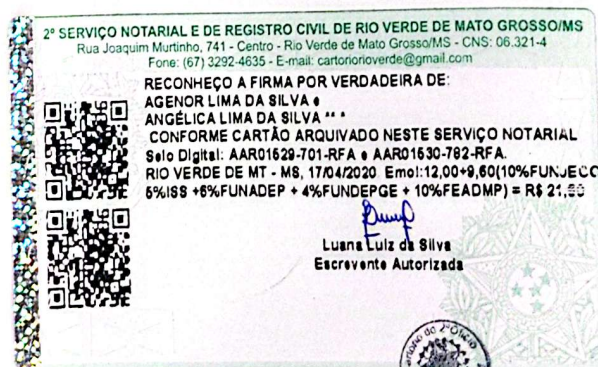 2º SERVIÇO NOTARIAL E DE REGISTRO CIVIL DE RIO VERDE DE MATO GROSSO/MS
Rua Joaquim Murtinho, 741 - Centro - Rio Verde de Mato Grosso/MS - CNS: 06.321-4
Fone: (67) 3292-4635 - E-mail: cartoriorioverde@gmail.com
RECONHEÇO A FIRMA POR VERDADEIRA DE:
AGENOR LIMA DA SILVA e
ANGÉLICA LIMA DA SILVA ** *
CONFORME CARTÃO ARQUIVADO NESTE SERVIÇO NOTARIAL
Selo Digital: AAR01529-701-RFA e AAR01530-782-RFA.
RIO VERDE DE MT - MS, 17/04/2020 Emol:12,00+9,60(10%FUNJECC
5%ISS +6%FUNADEP + 4%FUNDEPGE + 10%FEADMP) = R$
Luana Luiz da Silva
Escrevente Autorizada
do 2º Ofício